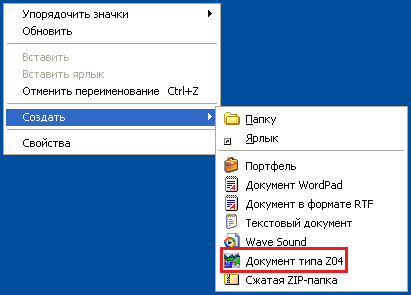 Упорядочить значки
Обновить
Вставить
Вставить ярлык
Отменить переименование Ctrl+Z
Создать
Свойства
Папку
Ярлык
Портфель
Документ WordPad
Документ в формате RTF
Текстовый документ
Wave Sound
Документ типа Z04
Сжатая ZIP-папка